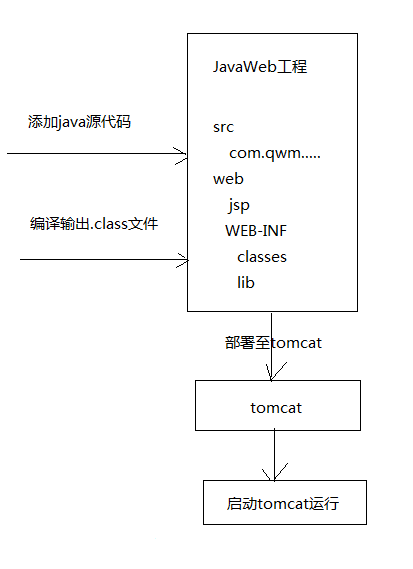 JavaWeb工程
添加java源代码
src
com.qwm.....
web
jsp
编译输出.class文件
WEB-INF
classes
lib
部署至tomcat
tomcat
启动tomcat运行